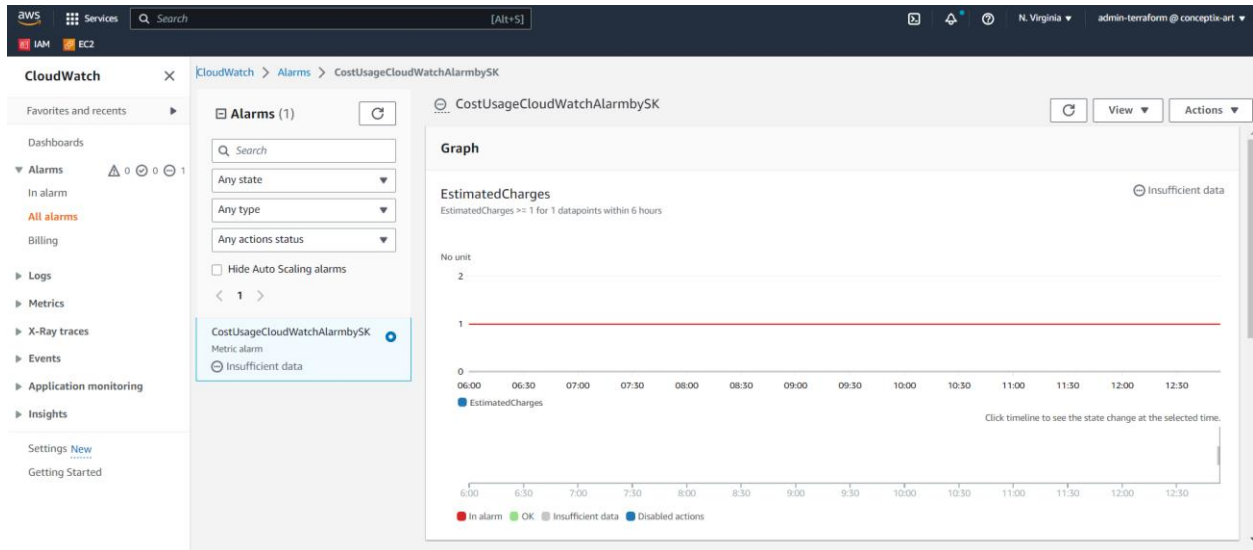 aws Services Search [Alt+S] N. Virginia admin-terraform @ conceptix-art
IAM EC2
CloudWatch
Favorites and recents
Dashboards
Alarms 0 0 1
In alarm
All alarms
Billing
Logs
Metrics
X-Ray traces
Events
Application monitoring
Insights
Settings New
Getting Started
CloudWatch > Alarms > CostUsageCloudWatchAlarmbySK
Alarms (1)
Search
Any state
Any type
Any actions status
Hide Auto Scaling alarms
< 1 >
CostUsageCloudWatchAlarmbySK
Metric alarm
Insufficient data
CostUsageCloudWatchAlarmbySK
View Actions
Graph
EstimatedCharges
Insufficient data
EstimatedCharges >= 1 for 1 datapoints within 6 hours
No unit
2
1
0
06:00 06:30 07:00 07:30 08:00 08:30 09:00 09:30 10:00 10:30 11:00 11:30 12:00 12:30
EstimatedCharges
Click timeline to see the state change at the selected time.
6:00 6:30 7:00 7:30 8:00 8:30 9:00 9:30 10:00 10:30 11:00 11:30 12:00 12:30
In alarm OK Insufficient data Disabled actions